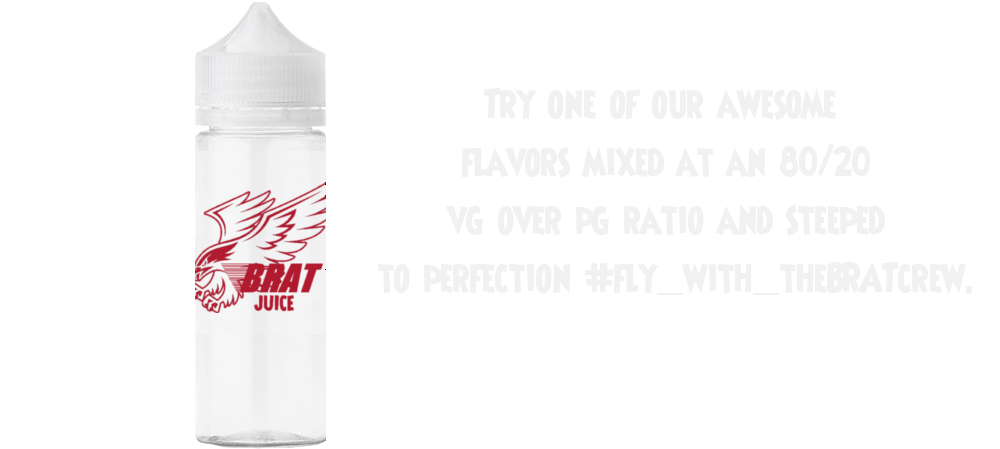 BRAT
JUICE
TRY ONE OF OUR AWESOME
FLAVORS MIXED AT AN 80/20
VG OVER PG RATIO AND STEEPED
TO PERFECTION #FLY_WITH_THEBRATCREW.